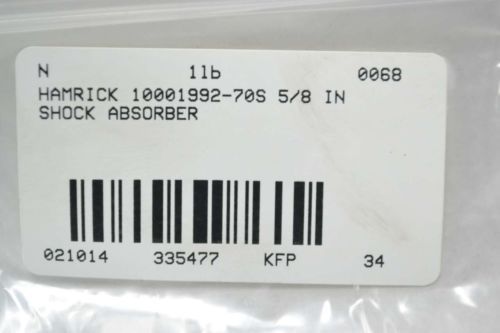 N 1lb 0068
HAMRICK 10001992-70S 5/8 IN
SHOCK ABSORBER
021014 335477 KFP 34